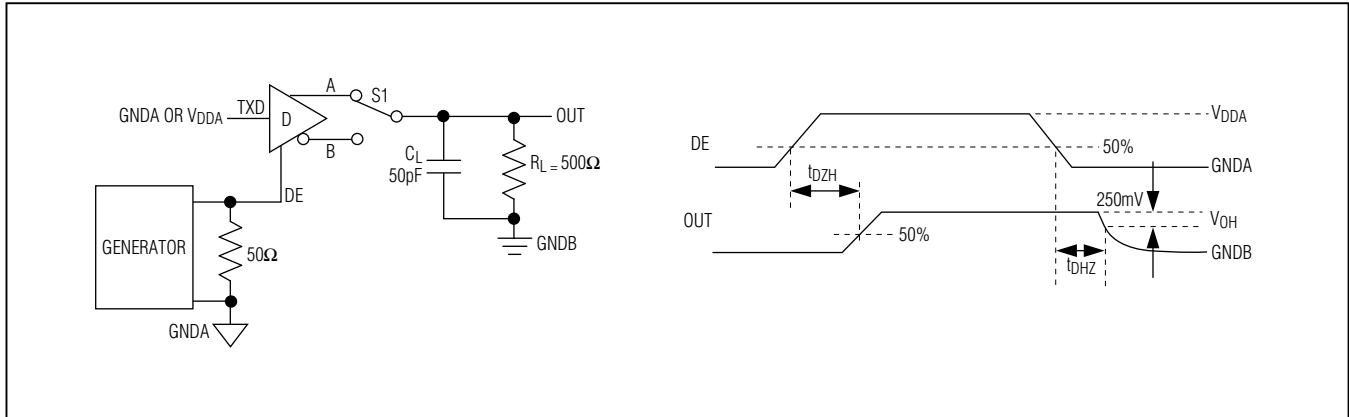 A
S1
GNDA OR VDDA
TXD
D
OUT
B
CL
50pF
RL = 500Ω
DE
GENERATOR
50Ω
GNDB
GNDA
DE
VDDA
50%
GNDA
tDZH
250mV
OUT
VOH
50%
GNDB
tDHZ